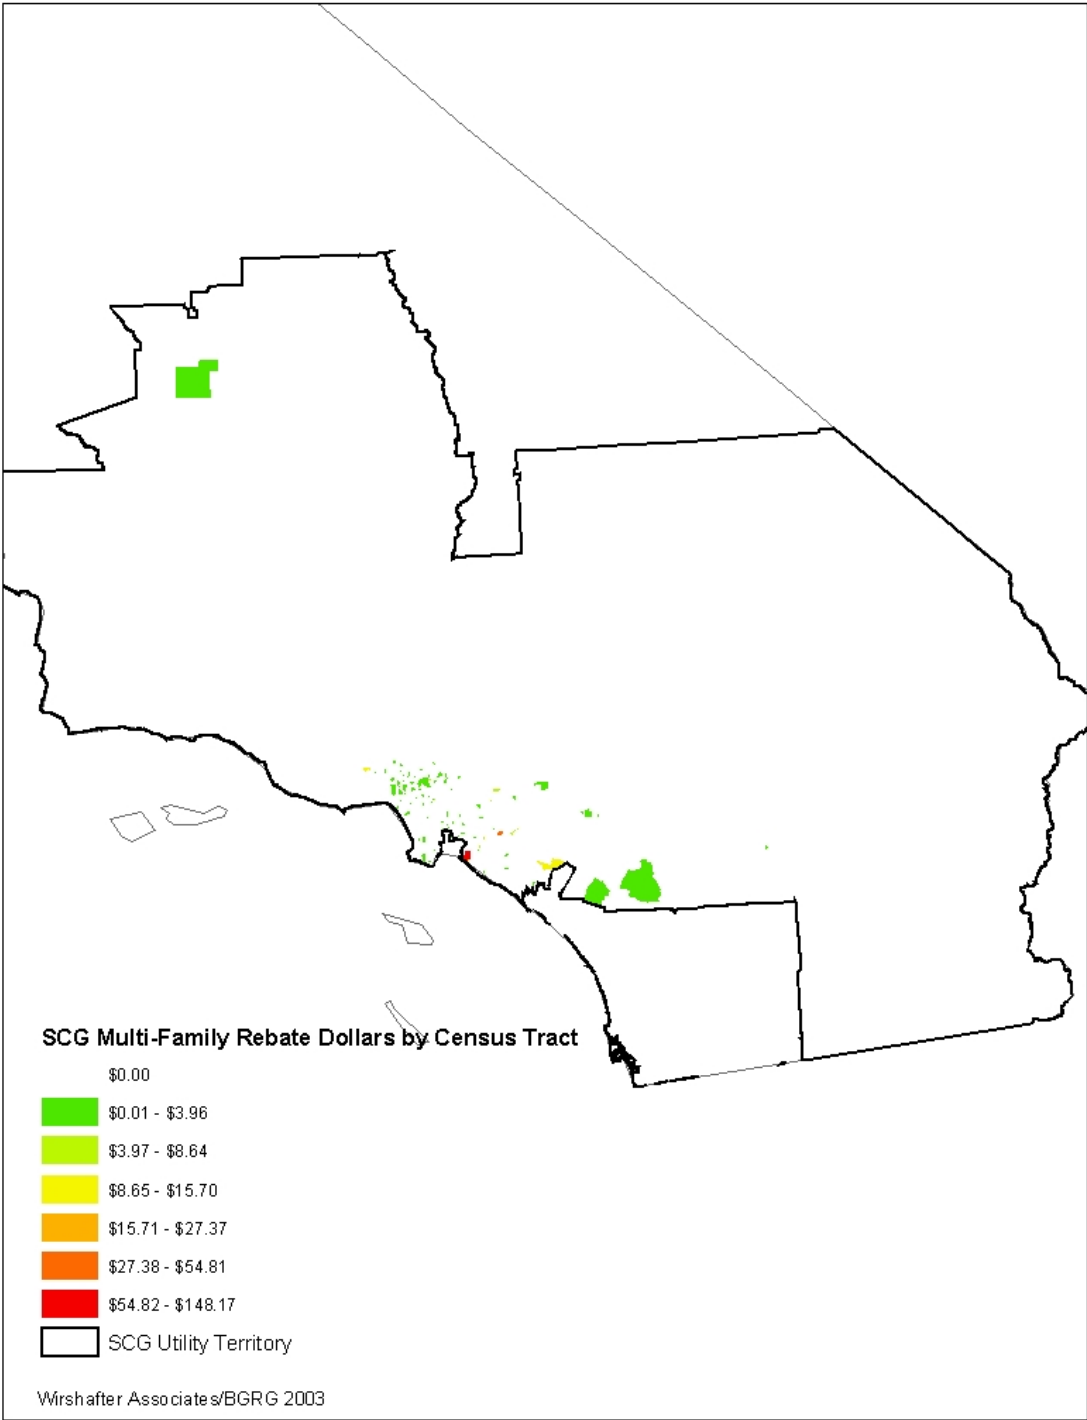 SCG Multi-Family Rebate Dollars by Census Tract
$0.00
$0.01 - $3.96
$3.97 - $8.64
$8.65 - $15.70
$15.71 - $27.37
$27.38 - $54.81
$54.82 - $148.17
SCG Utility Territory
Wirshafter Associates/BGRG 2003